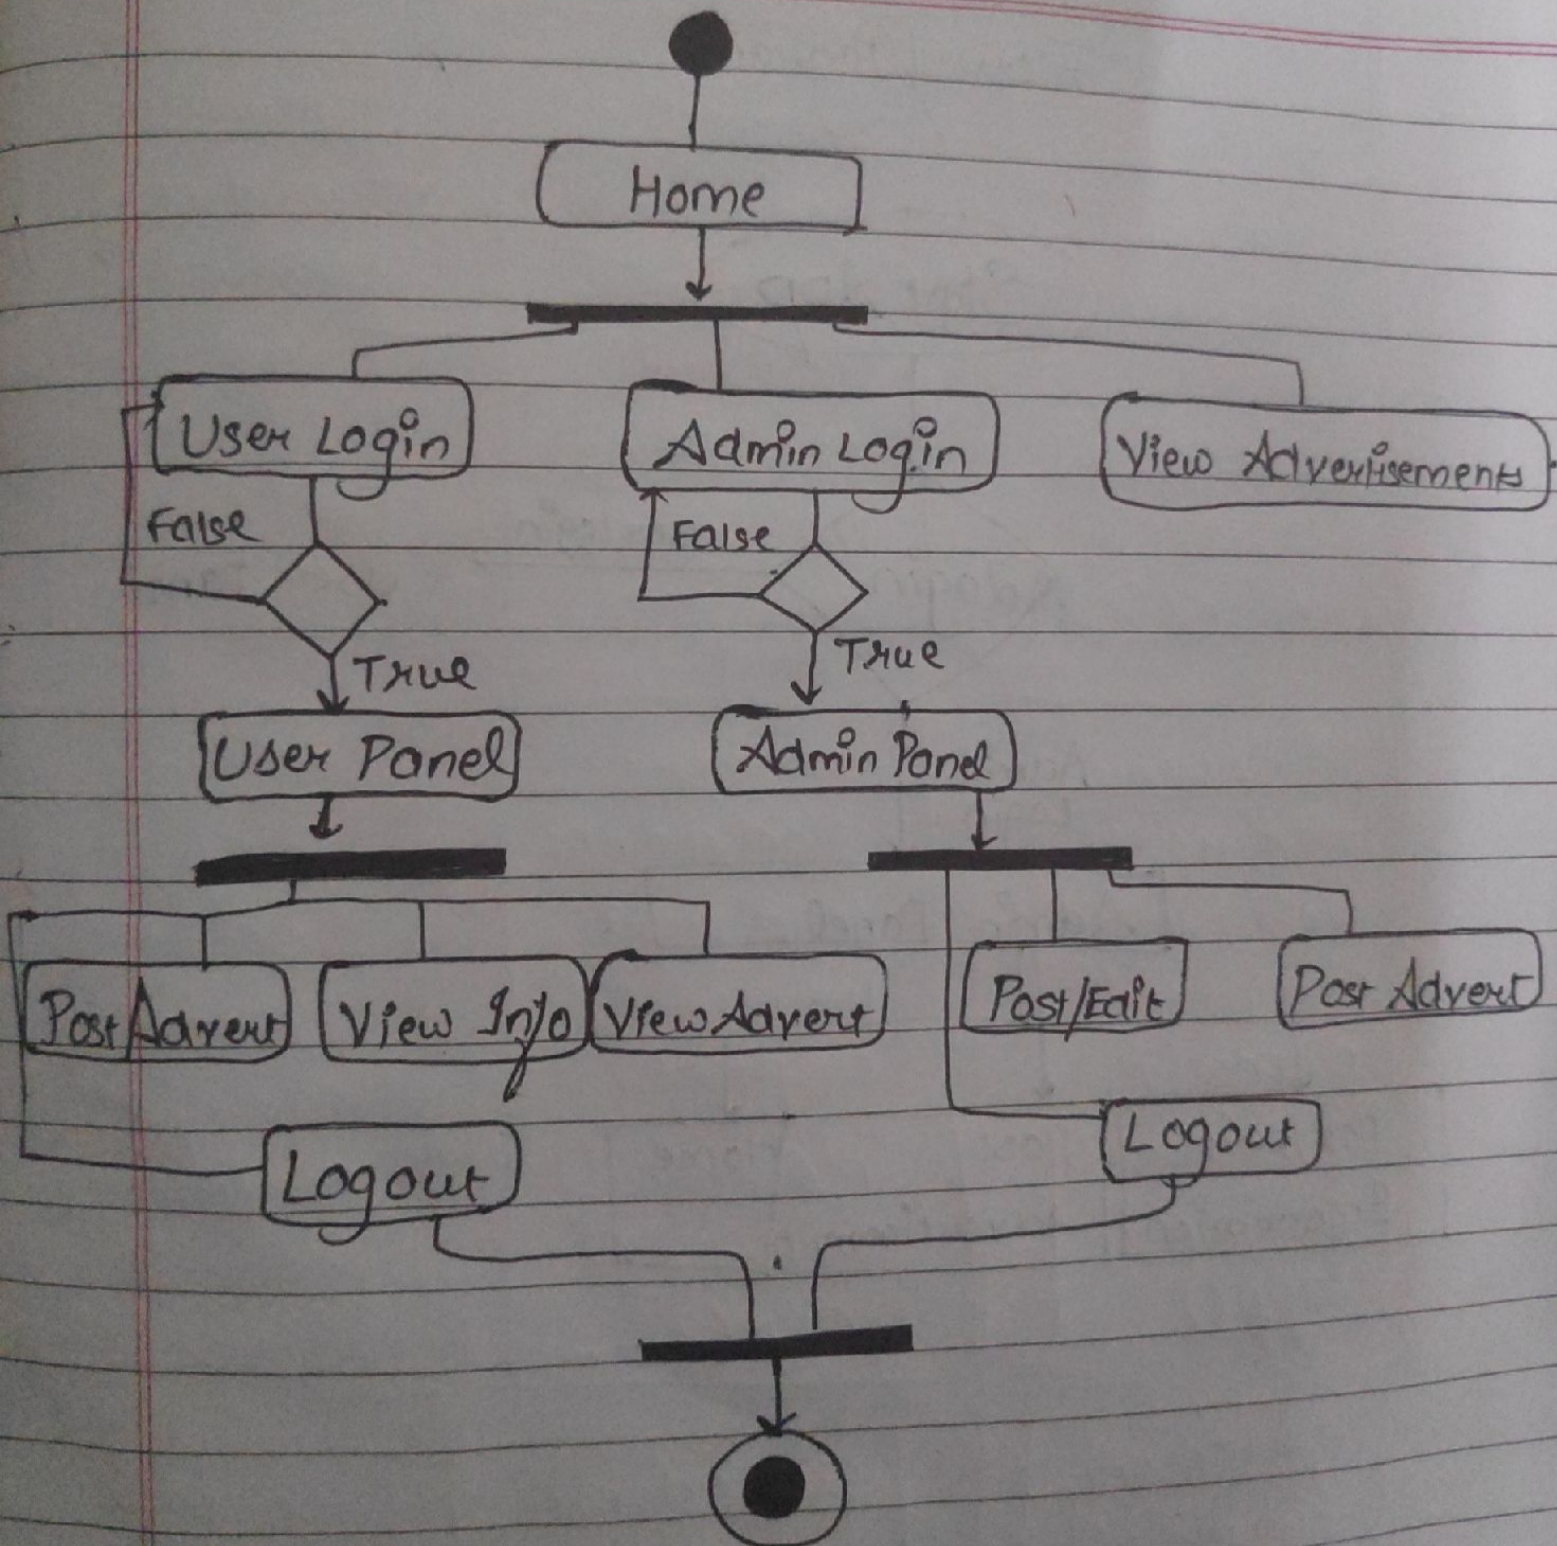 Home
User Login
Admin Login
View Advertisements
False
False
True
True
User Panel
Admin Panel
Post Advert
View Info
View Advert
Post/Edit
Post Advert
Logout
Logout